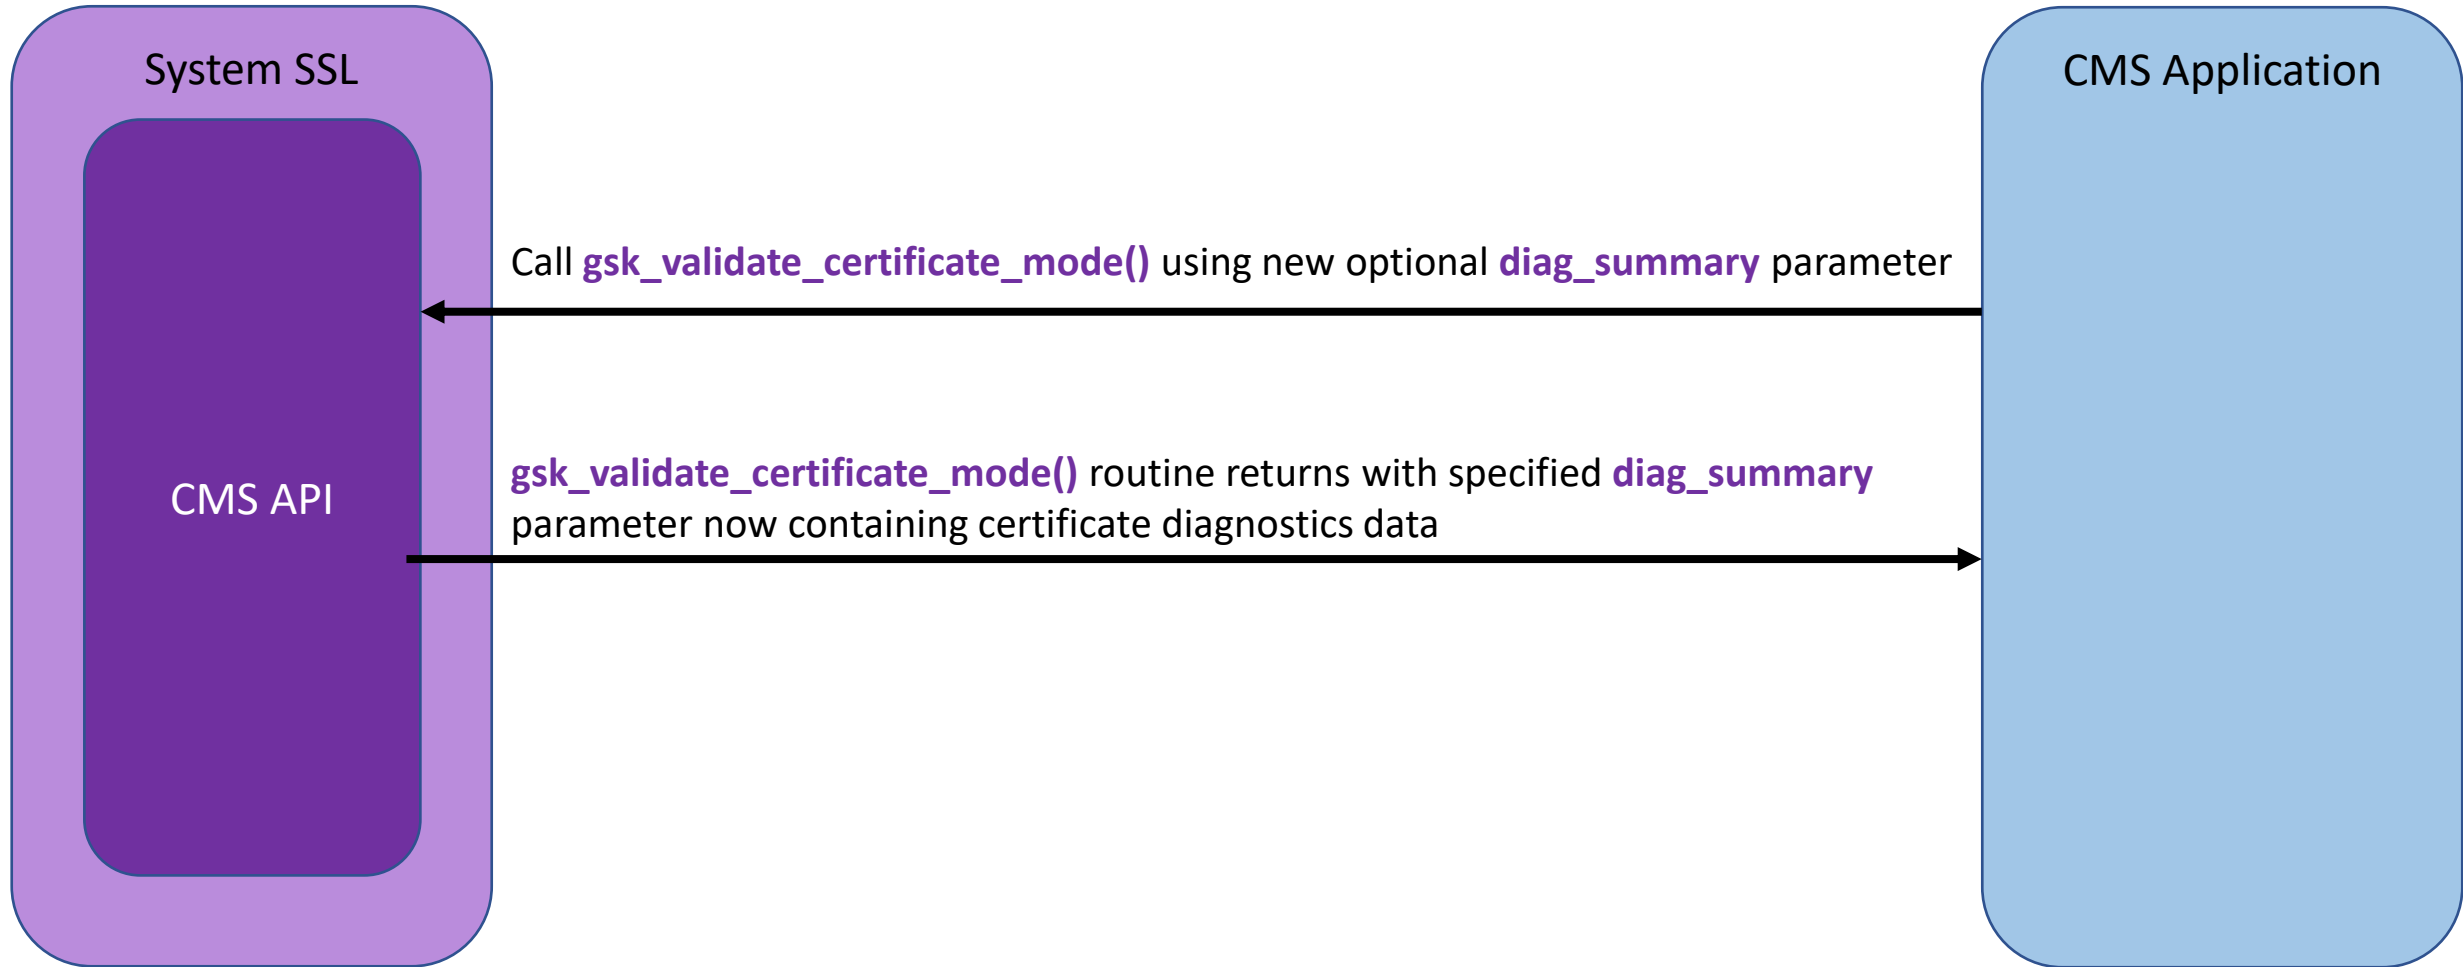 System SSL
CMS Application
Call gsk_validate_certificate_mode() using new optional diag_summary parameter
gsk_validate_certificate_mode() routine returns with specified diag_summary
parameter now containing certificate diagnostics data
CMS API